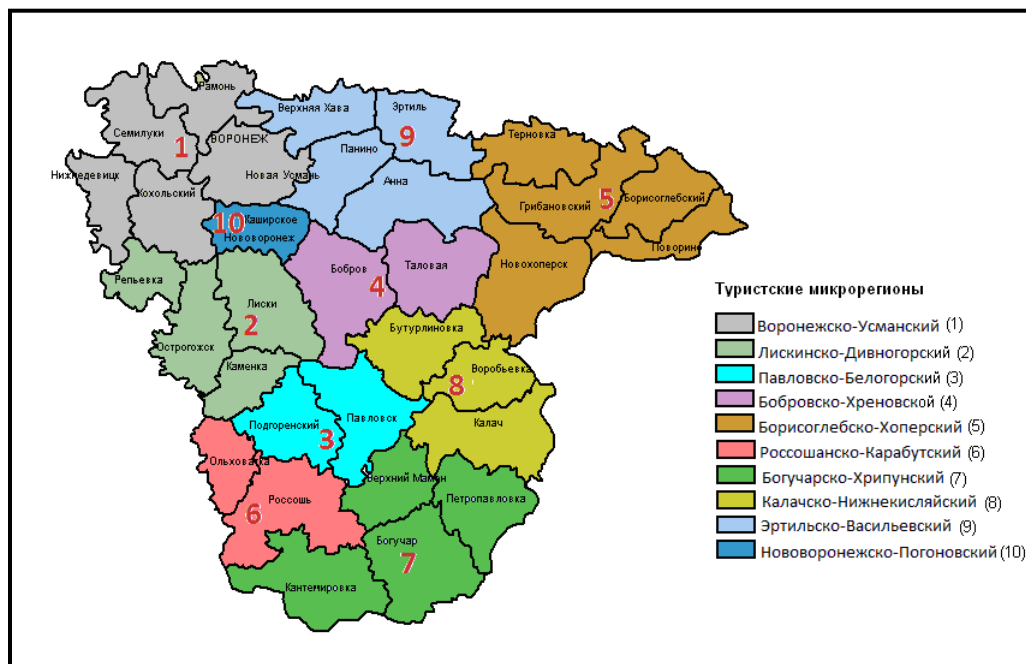 Рамонь
Верхняя Хава
Эртиль
Семилуки
1
ВОРОНЕЖ
9
Терновка
Панино
Нижнедевицк
Новая Усмань
Анна
Хохольский
Грибановский
5
Борисоглебский
10
Каширское
Нововоронеж
Поворино
Бобров
Таловая
Новохоперск
Репьевка
4
Лиски
2
Бутурлиновка
Острогожск
Каменка
Воробьевка
8
Подгоренский
3
Павловск
Калач
Ольховатка
Верхний Мамон
Россошь
Петропавловка
6
Богучар
7
Кантемировка
Туристские микрорегионы
Воронежско-Усманский (1)
Лискинско-Дивногорский (2)
Павловско-Белогорский (3)
Бобровско-Хреновской (4)
Борисоглебско-Хоперский (5)
Россошанско-Карабутский (6)
Богучарско-Хрипунский (7)
Калачско-Нижнекисляйский (8)
Эртильско-Васильевский (9)
Нововоронежско-Погоновский (10)